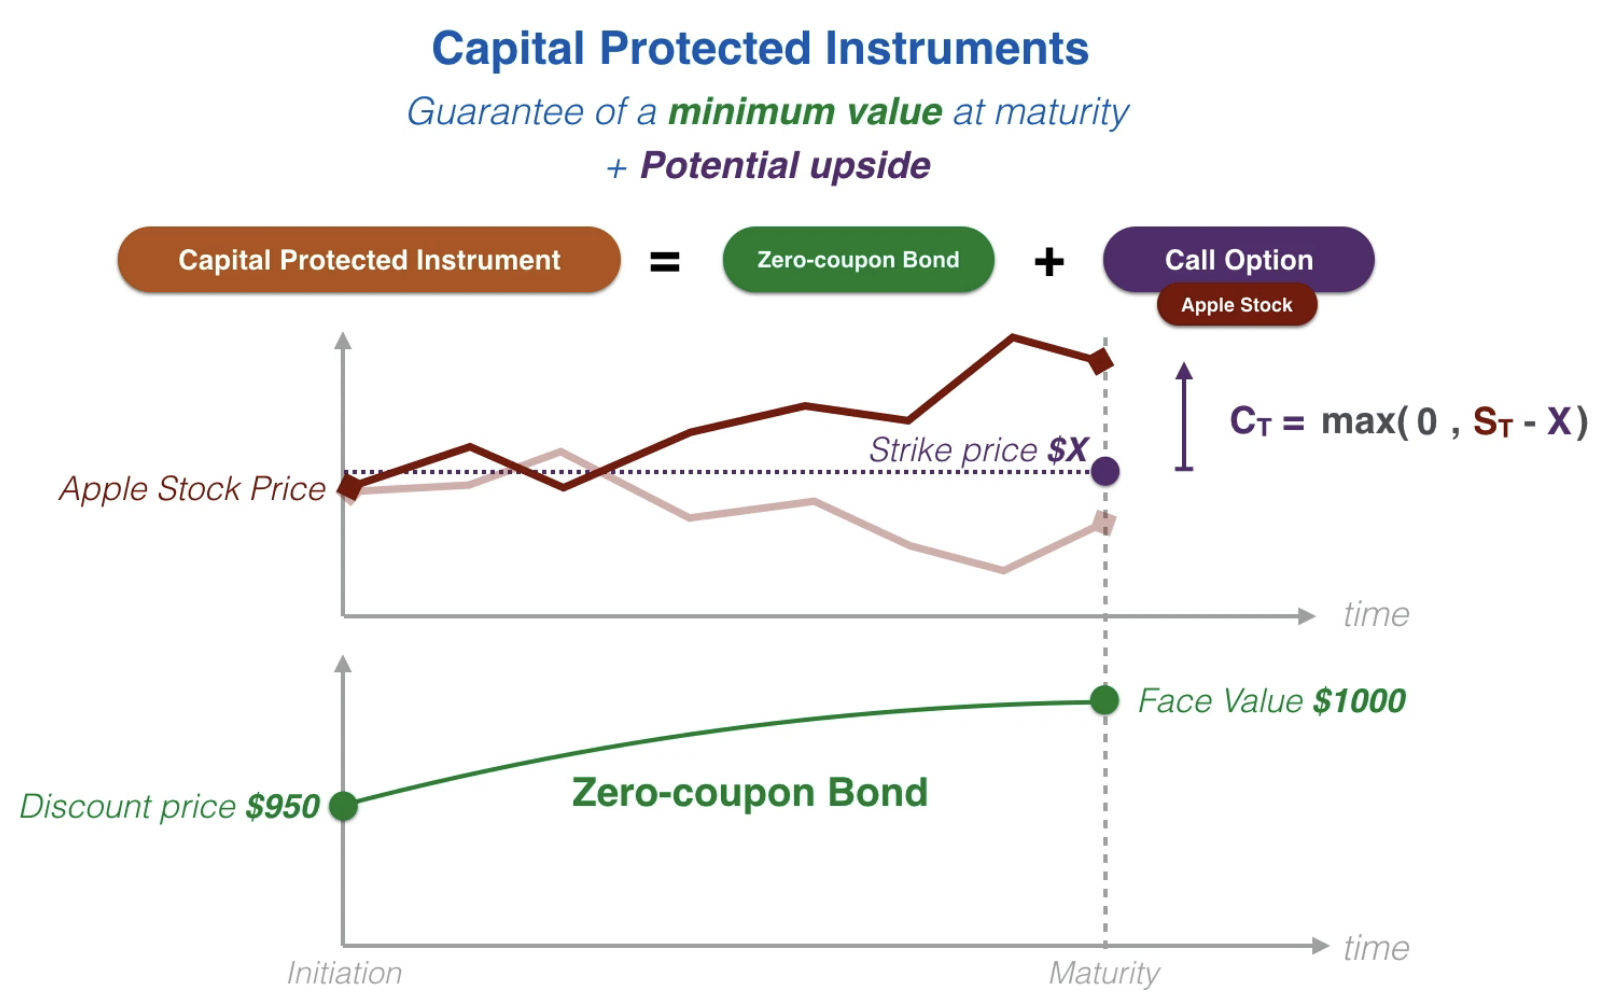 Capital Protected Instruments
Guarantee of a minimum value at maturity
+ Potential upside
Capital Protected Instrument = Zero-coupon Bond + Call Option
Apple Stock
Strike price $X
C_T = max( 0 , S_T - X )
Apple Stock Price
time
Face Value $1000
Zero-coupon Bond
Discount price $950
time
Initiation
Maturity